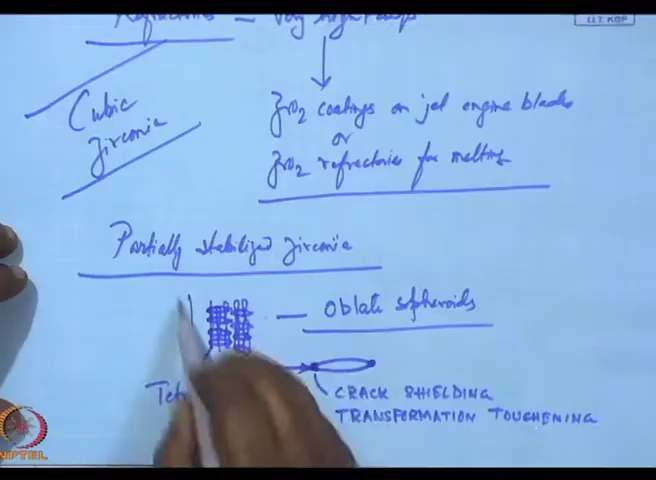 Refractories — Very high temps
I.I.T. KGP
Cubic
Zirconia
ZrO2 coatings on jet engine blades
or
ZrO2 refractories for melting
Partially stabilized Zirconia
Oblate spheroids
CRACK SHIELDING
TRANSFORMATION TOUGHENING
NPTEL